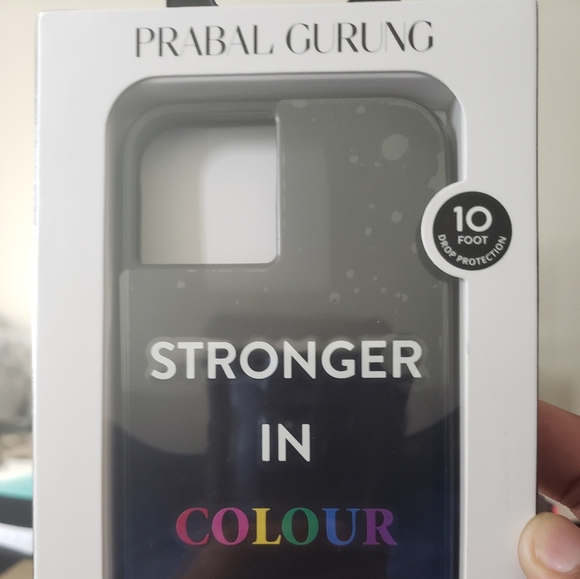 PRABAL GURUNG
10
FOOT
DROP PROTECTION
STRONGER
IN
COLOUR